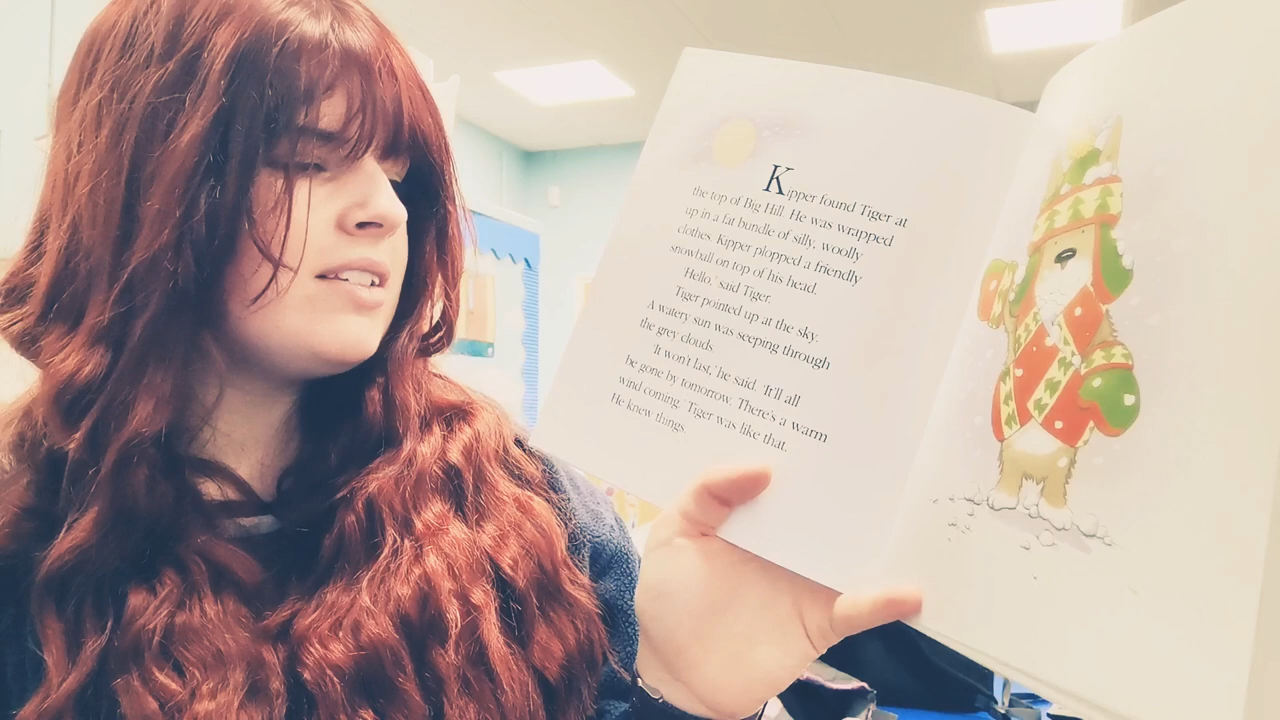 Kipper found Tiger at
the top of Big Hill. He was wrapped
up in a fat bundle of silly, woolly
clothes. Kipper plopped a friendly
snowball on top of his head.
'Hello,' said Tiger.
Tiger pointed up at the sky.
A watery sun was seeping through
the grey clouds.
'It won't last,' he said. 'It'll all
be gone by tomorrow. There's a warm
wind coming.' Tiger was like that.
He knew things.